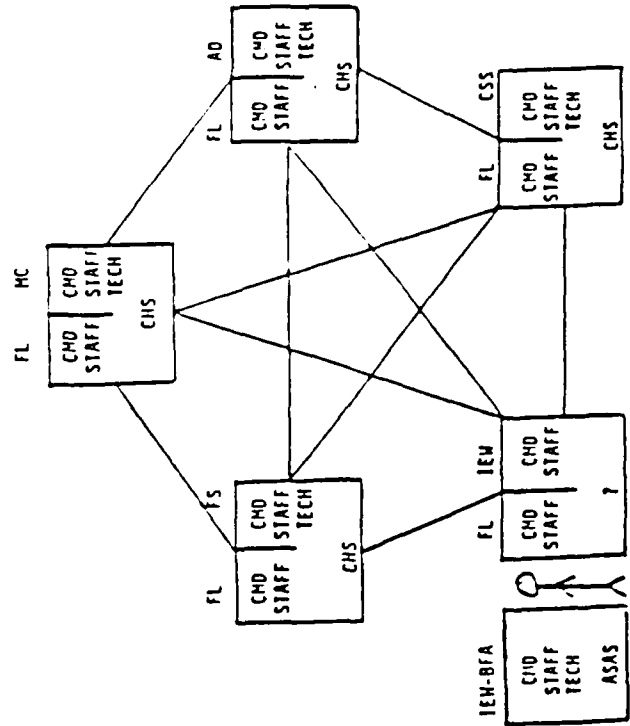 FL MC
CMD CMD
STAFF STAFF
TECH
CHS
FL FS
CMD CMD
STAFF STAFF
TECH
CHS
FL AD
CMD CMD
STAFF STAFF
TECH
CHS
IEW-BFA
CMD
STAFF
TECH
ASAS
FL IEW
CMD CMD
STAFF STAFF
?
FL CSS
CMD CMD
STAFF STAFF
TECH
CHS